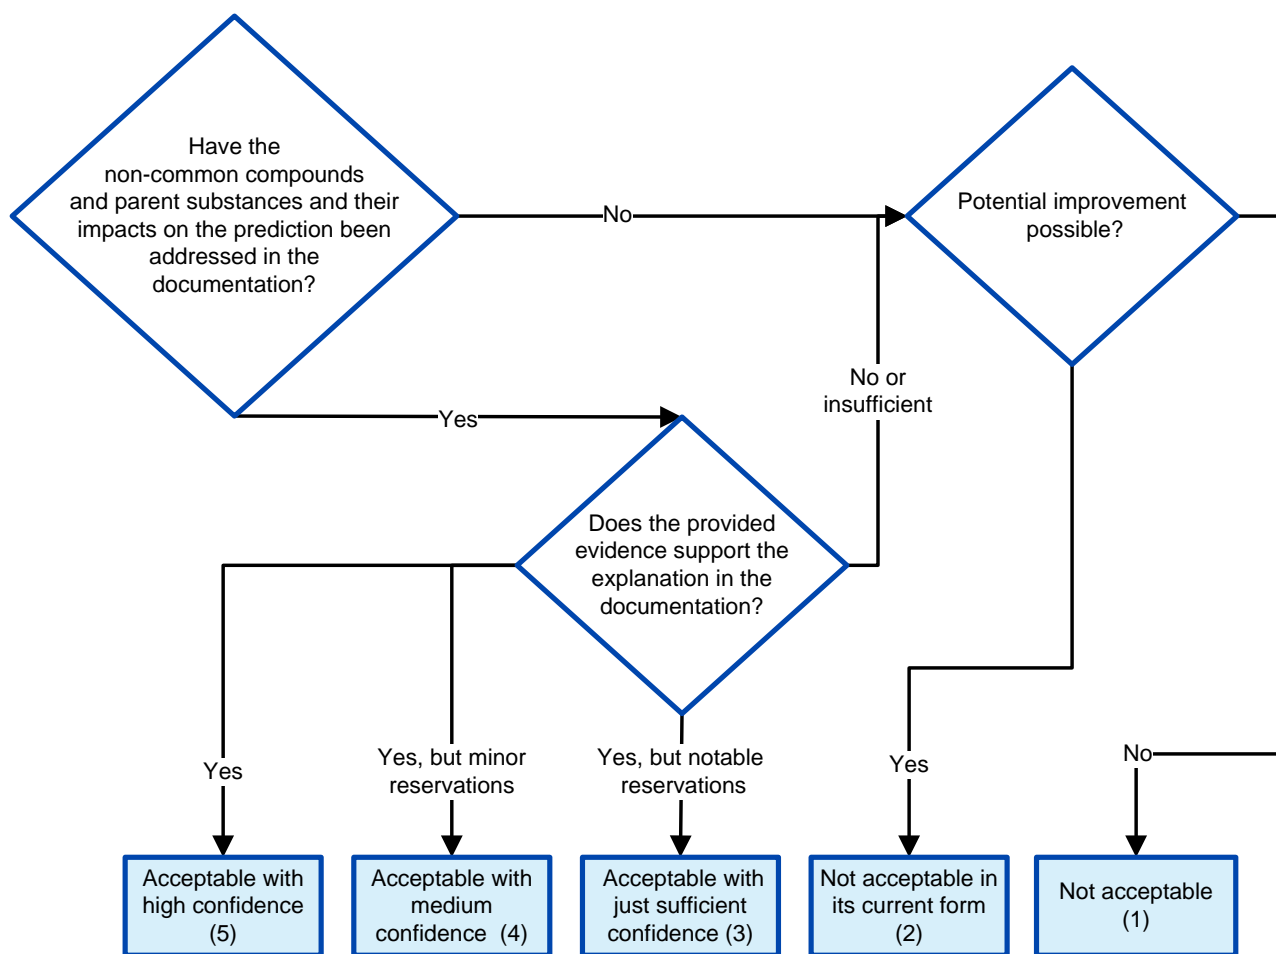 Have the
non-common compounds
and parent substances and their
impacts on the prediction been
addressed in the
documentation?
No
Potential improvement
possible?
No or
insufficient
Yes
Does the provided
evidence support the
explanation in the
documentation?
Yes
Yes, but minor
reservations
Yes, but notable
reservations
Yes
No
Acceptable with
high confidence
(5)
Acceptable with
medium
confidence (4)
Acceptable with
just sufficient
confidence (3)
Not acceptable in
its current form
(2)
Not acceptable
(1)